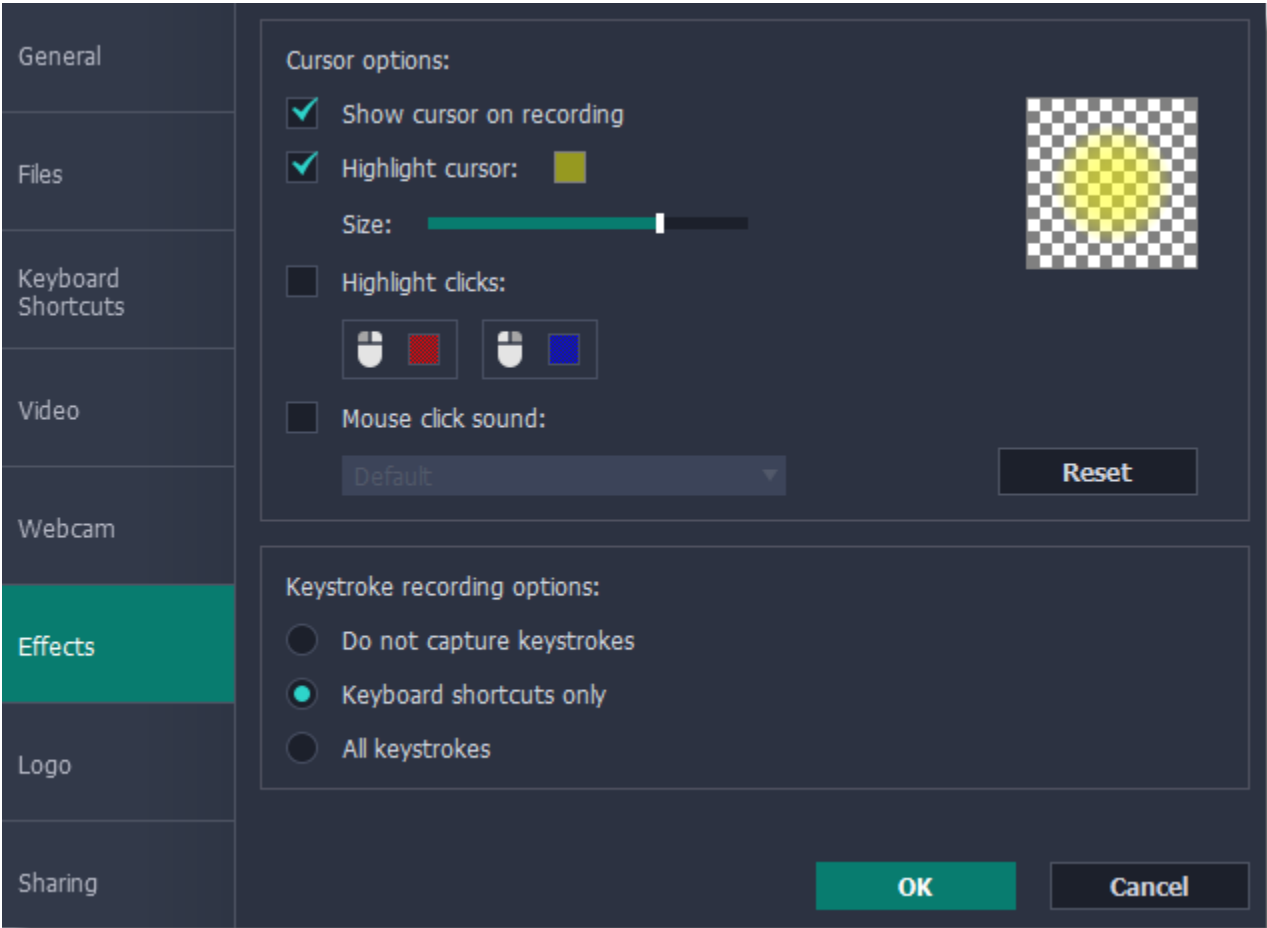 General
Files
Keyboard
Shortcuts
Video
Webcam
Effects
Logo
Sharing
Cursor options:
Show cursor on recording
Highlight cursor:
Size:
Highlight clicks:
Mouse click sound:
Default
Reset
Keystroke recording options:
Do not capture keystrokes
Keyboard shortcuts only
All keystrokes
OK
Cancel